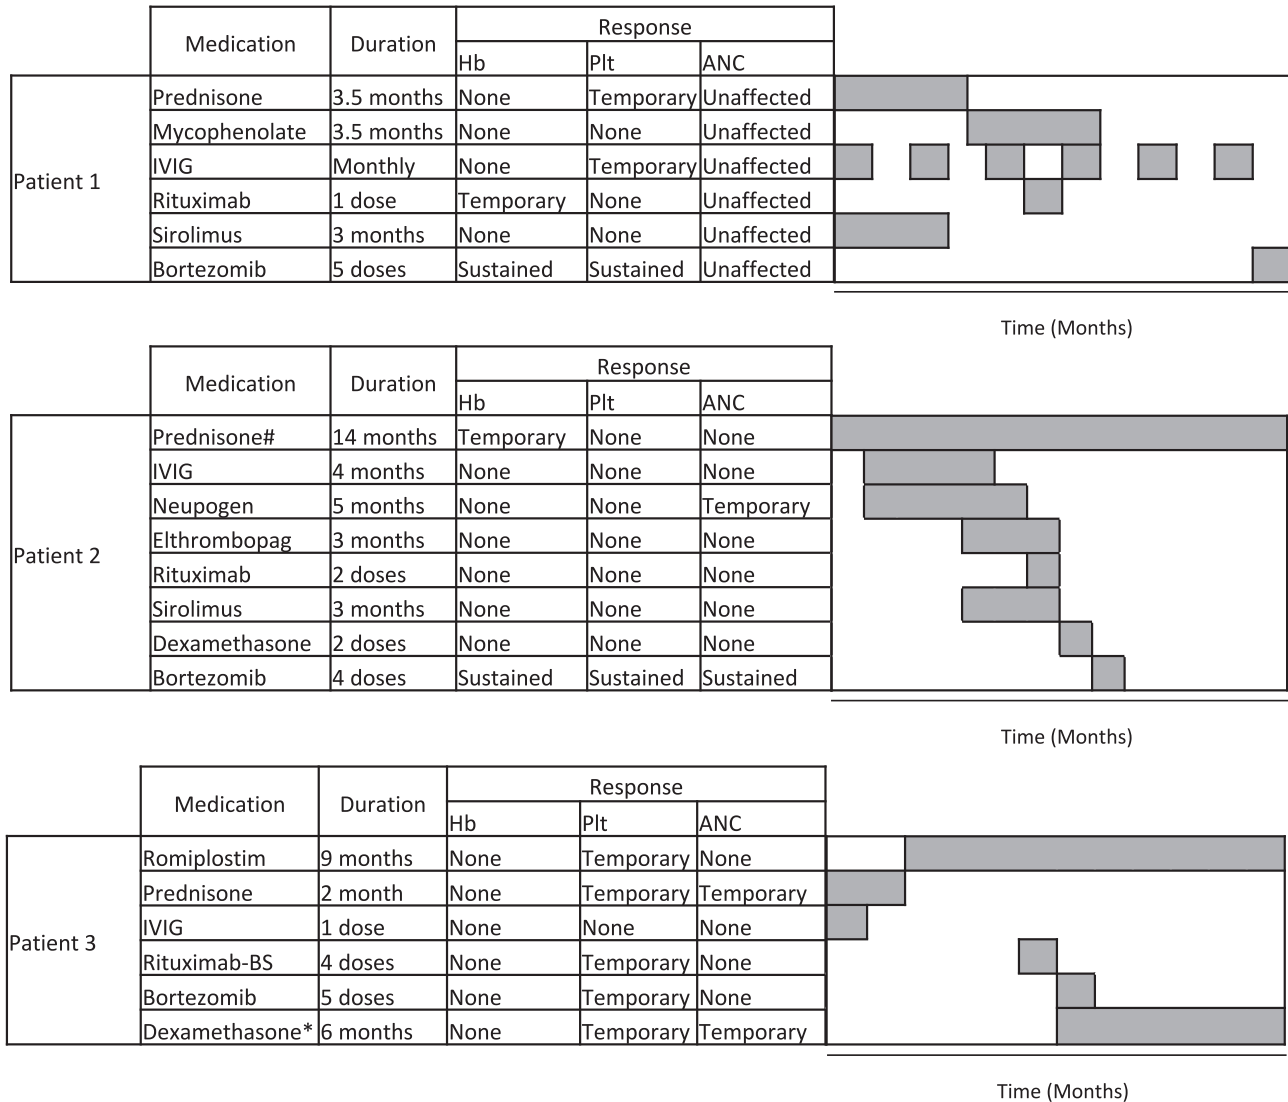 Medication Duration Response
Hb Plt ANC
Patient 1
Prednisone 3.5 months None Temporary Unaffected
Mycophenolate 3.5 months None None Unaffected
IVIG Monthly None Temporary Unaffected
Rituximab 1 dose Temporary None Unaffected
Sirolimus 3 months None None Unaffected
Bortezomib 5 doses Sustained Sustained Unaffected
Time (Months)
Medication Duration Response
Hb Plt ANC
Patient 2
Prednisone# 14 months Temporary None None
IVIG 4 months None None None
Neupogen 5 months None None Temporary
Elthrombopag 3 months None None None
Rituximab 2 doses None None None
Sirolimus 3 months None None None
Dexamethasone 2 doses None None None
Bortezomib 4 doses Sustained Sustained Sustained
Time (Months)
Medication Duration Response
Hb Plt ANC
Patient 3
Romiplostim 9 months None Temporary None
Prednisone 2 month None Temporary Temporary
IVIG 1 dose None None None
Rituximab-BS 4 doses None Temporary None
Bortezomib 5 doses None Temporary None
Dexamethasone* 6 months None Temporary Temporary
Time (Months)